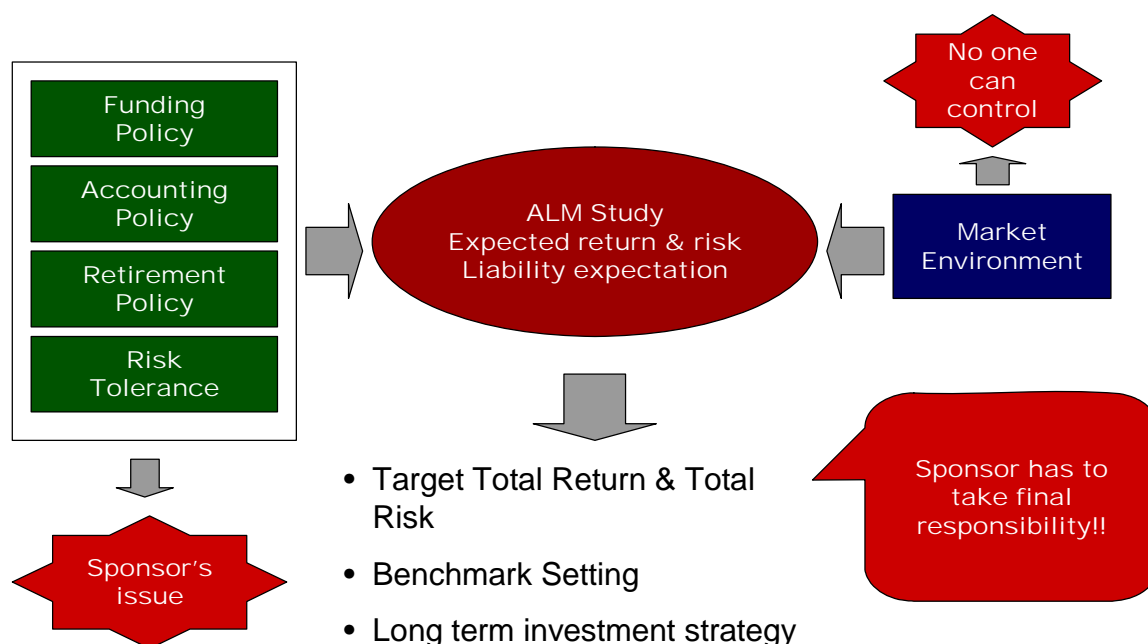 Funding
Policy
Accounting
Policy
Retirement
Policy
Risk
Tolerance
Sponsor's
issue
ALM Study
Expected return & risk
Liability expectation
No one
can
control
Market
Environment
• Target Total Return & Total
Risk
• Benchmark Setting
• Long term investment strategy
Sponsor has to
take final
responsibility!!